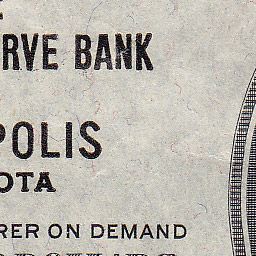 RVE BANK
POLIS
OTA
RER ON DEMAND